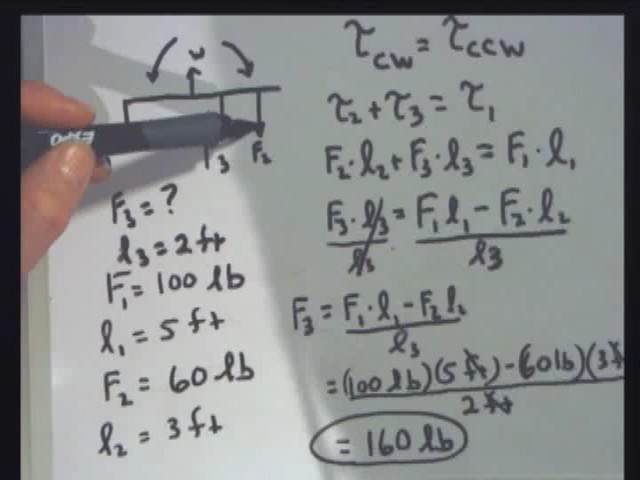 τcw = τccw
w
τ2 + τ3 = τ1
EXPO
3 F2
F2·l2 + F3·l3 = F1·l1
F3 = ?
F3·l3/l3 = F1l1 - F2·l2/l3
l3 = 2 ft
F1 = 100 lb
F3 = F1·l1 - F2l2/l3
l1 = 5 ft
F2 = 60 lb
= (100 lb)(5 ft) - (60 lb)(3 ft/2 ft
l2 = 3 ft
= 160 lb